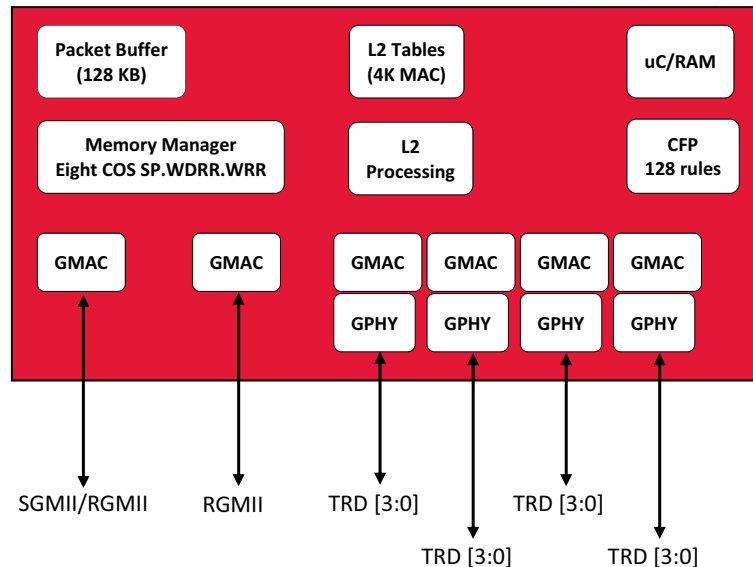 Packet Buffer
(128 KB)
L2 Tables
(4K MAC)
uC/RAM
Memory Manager
Eight COS SP.WDRR.WRR
L2
Processing
CFP
128 rules
GMAC
GMAC
GMAC
GMAC
GMAC
GMAC
GPHY
GPHY
GPHY
GPHY
SGMII/RGMII
RGMII
TRD [3:0]
TRD [3:0]
TRD [3:0]
TRD [3:0]